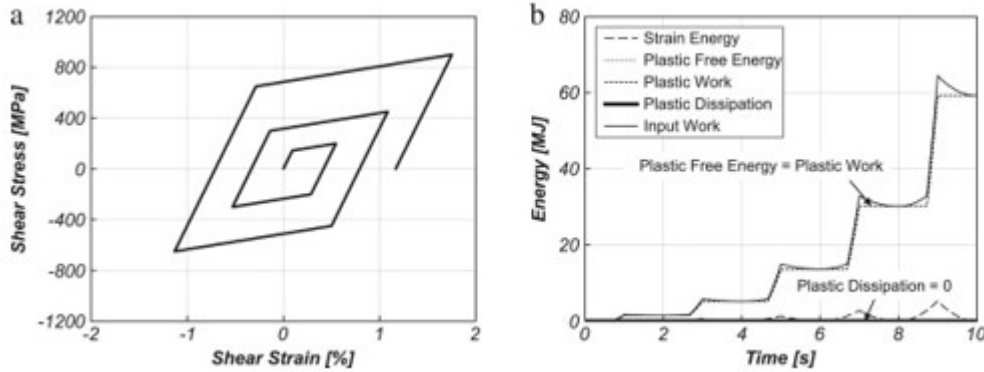 a
1200
800
400
0
-400
-800
-1200
-2
-1
0
1
2
Shear Stress [MPa]
Shear Strain [%]
b
80
60
40
20
0
0
2
4
6
8
10
Energy [MJ]
Time [s]
Strain Energy
Plastic Free Energy
Plastic Work
Plastic Dissipation
Input Work
Plastic Free Energy = Plastic Work
Plastic Dissipation = 0